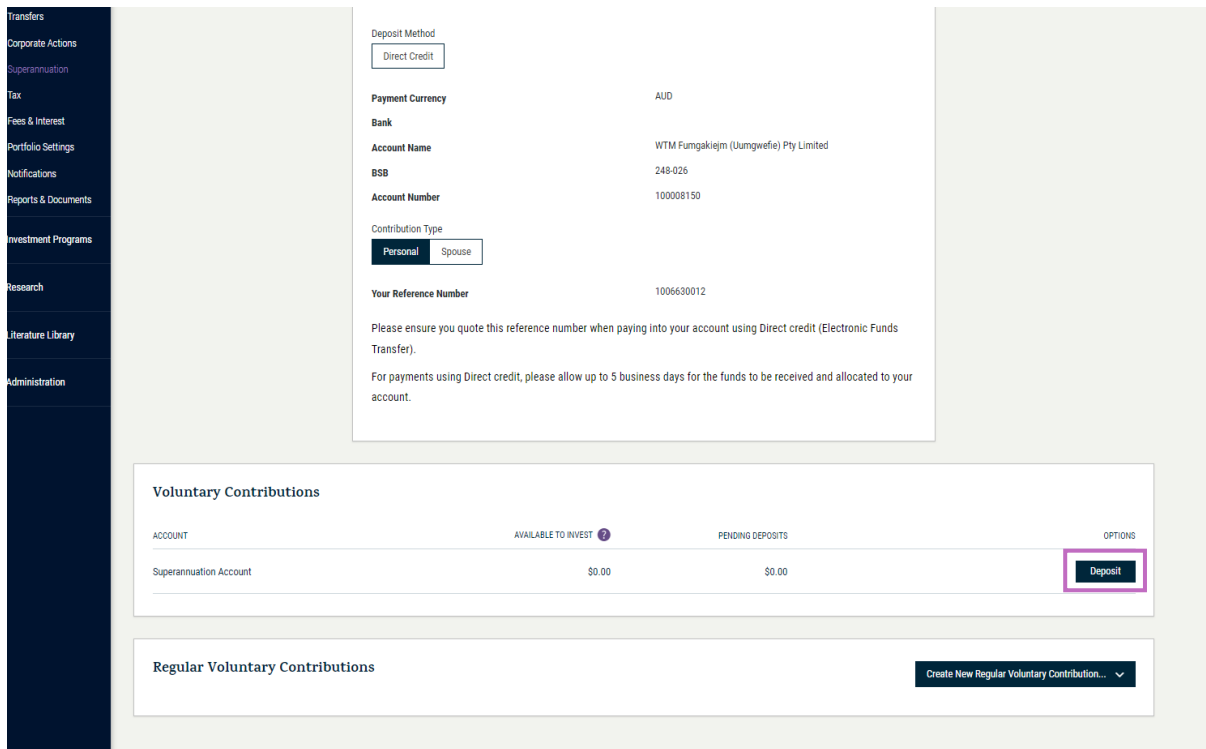 Transfers
Corporate Actions
Superannuation
Tax
Fees & Interest
Portfolio Settings
Notifications
Reports & Documents
Investment Programs
Research
Literature Library
Administration
Deposit Method
Direct Credit
Payment Currency AUD
Bank
Account Name WTM Fumgakiejm (Uumgwefie) Pty Limited
BSB 248-026
Account Number 100008150
Contribution Type
Personal Spouse
Your Reference Number 1006630012
Please ensure you quote this reference number when paying into your account using Direct credit (Electronic Funds
Transfer).
For payments using Direct credit, please allow up to 5 business days for the funds to be received and allocated to your
account.
Voluntary Contributions
ACCOUNT AVAILABLE TO INVEST ? PENDING DEPOSITS OPTIONS
Superannuation Account $0.00 $0.00 Deposit
Regular Voluntary Contributions Create New Regular Voluntary Contribution...